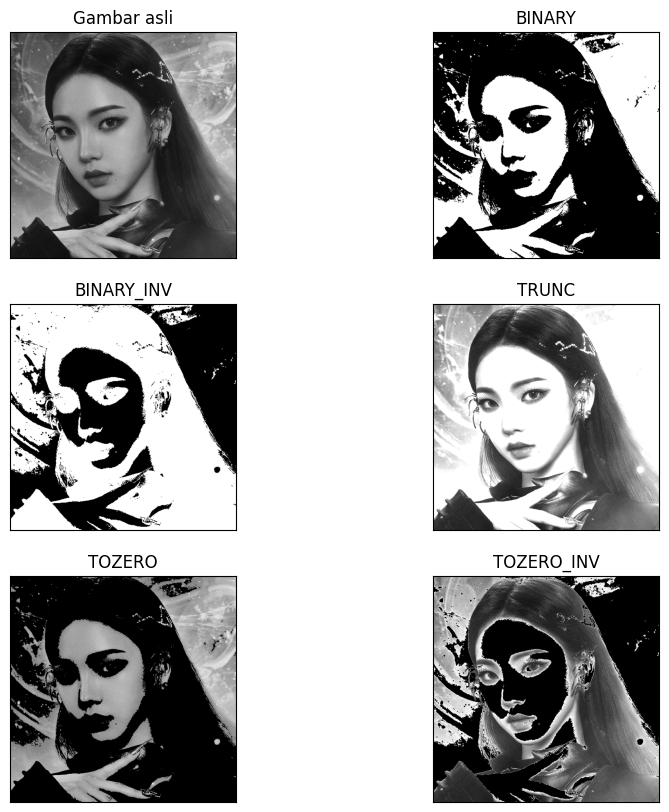 Gambar asli
BINARY
BINARY_INV
TRUNC
TOZERO
TOZERO_INV